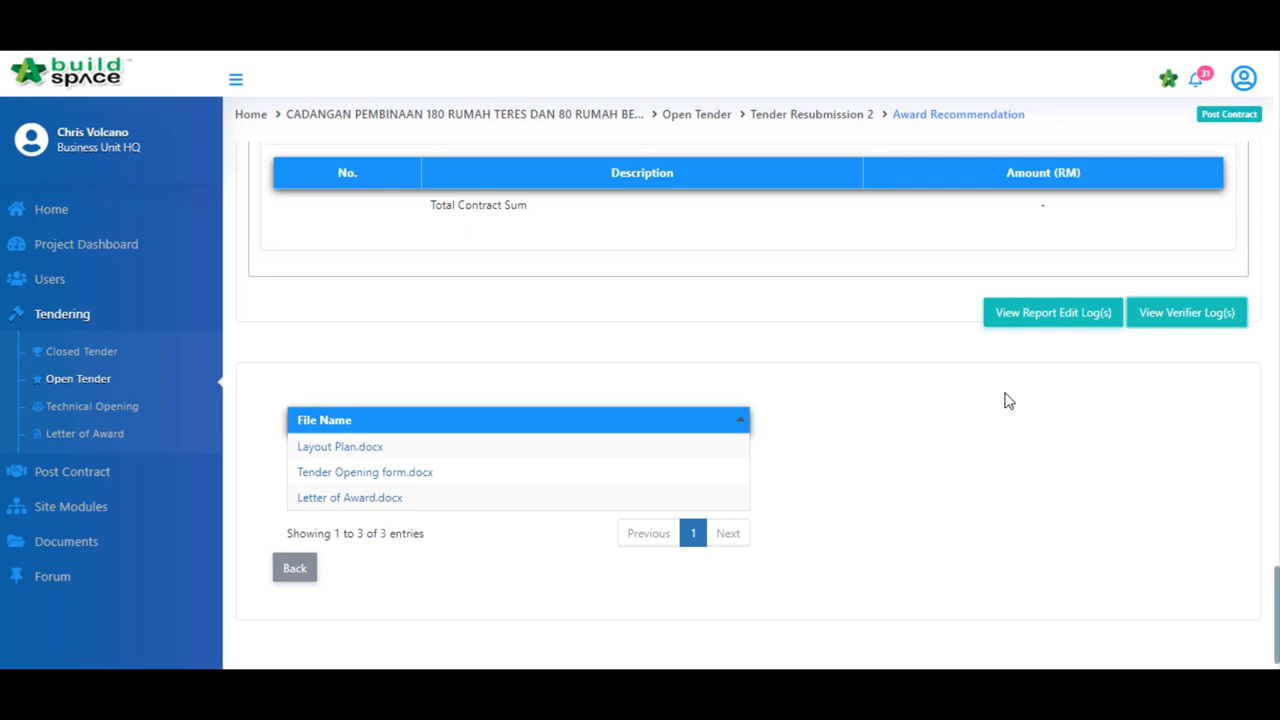 build
space
31
Home > CADANGAN PEMBINAAN 180 RUMAH TERES DAN 80 RUMAH BE... > Open Tender > Tender Resubmission 2 > Award Recommendation
Post Contract
Chris Volcano
Business Unit HQ
Home
Project Dashboard
Users
Tendering
Closed Tender
Open Tender
Technical Opening
Letter of Award
Post Contract
Site Modules
Documents
Forum
No. Description Amount (RM)
Total Contract Sum -
View Report Edit Log(s) View Verifier Log(s)
File Name
Layout Plan.docx
Tender Opening form.docx
Letter of Award.docx
Showing 1 to 3 of 3 entries Previous 1 Next
Back